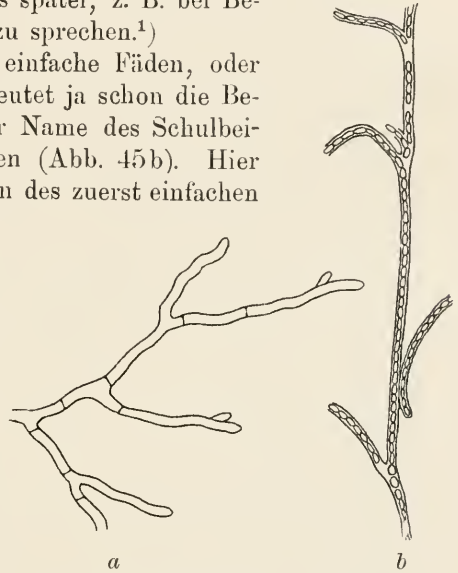 s später, z. B. bei Be-
zu sprechen.¹)
einfache Fäden, oder
eutet ja schon die Be-
r Name des Schulbei-
en (Abb. 45b). Hier
n des zuerst einfachen
a
b